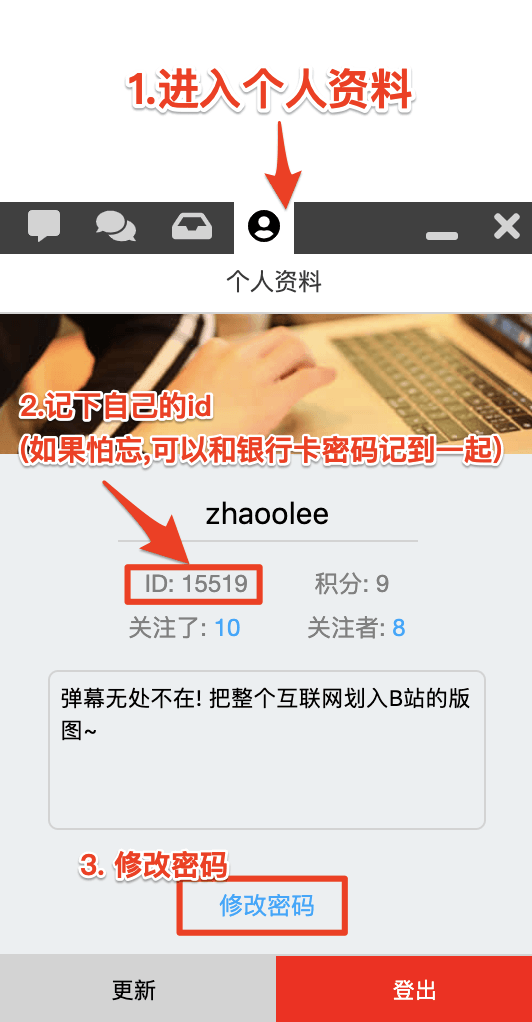 1.进入个人资料
个人资料
2.记下自己的id
(如果怕忘,可以和银行卡密码记到一起)
zhaoolee
ID: 15519
积分: 9
关注了: 10
关注者: 8
弹幕无处不在! 把整个互联网划入B站的版
图~
3. 修改密码
修改密码
更新
登出